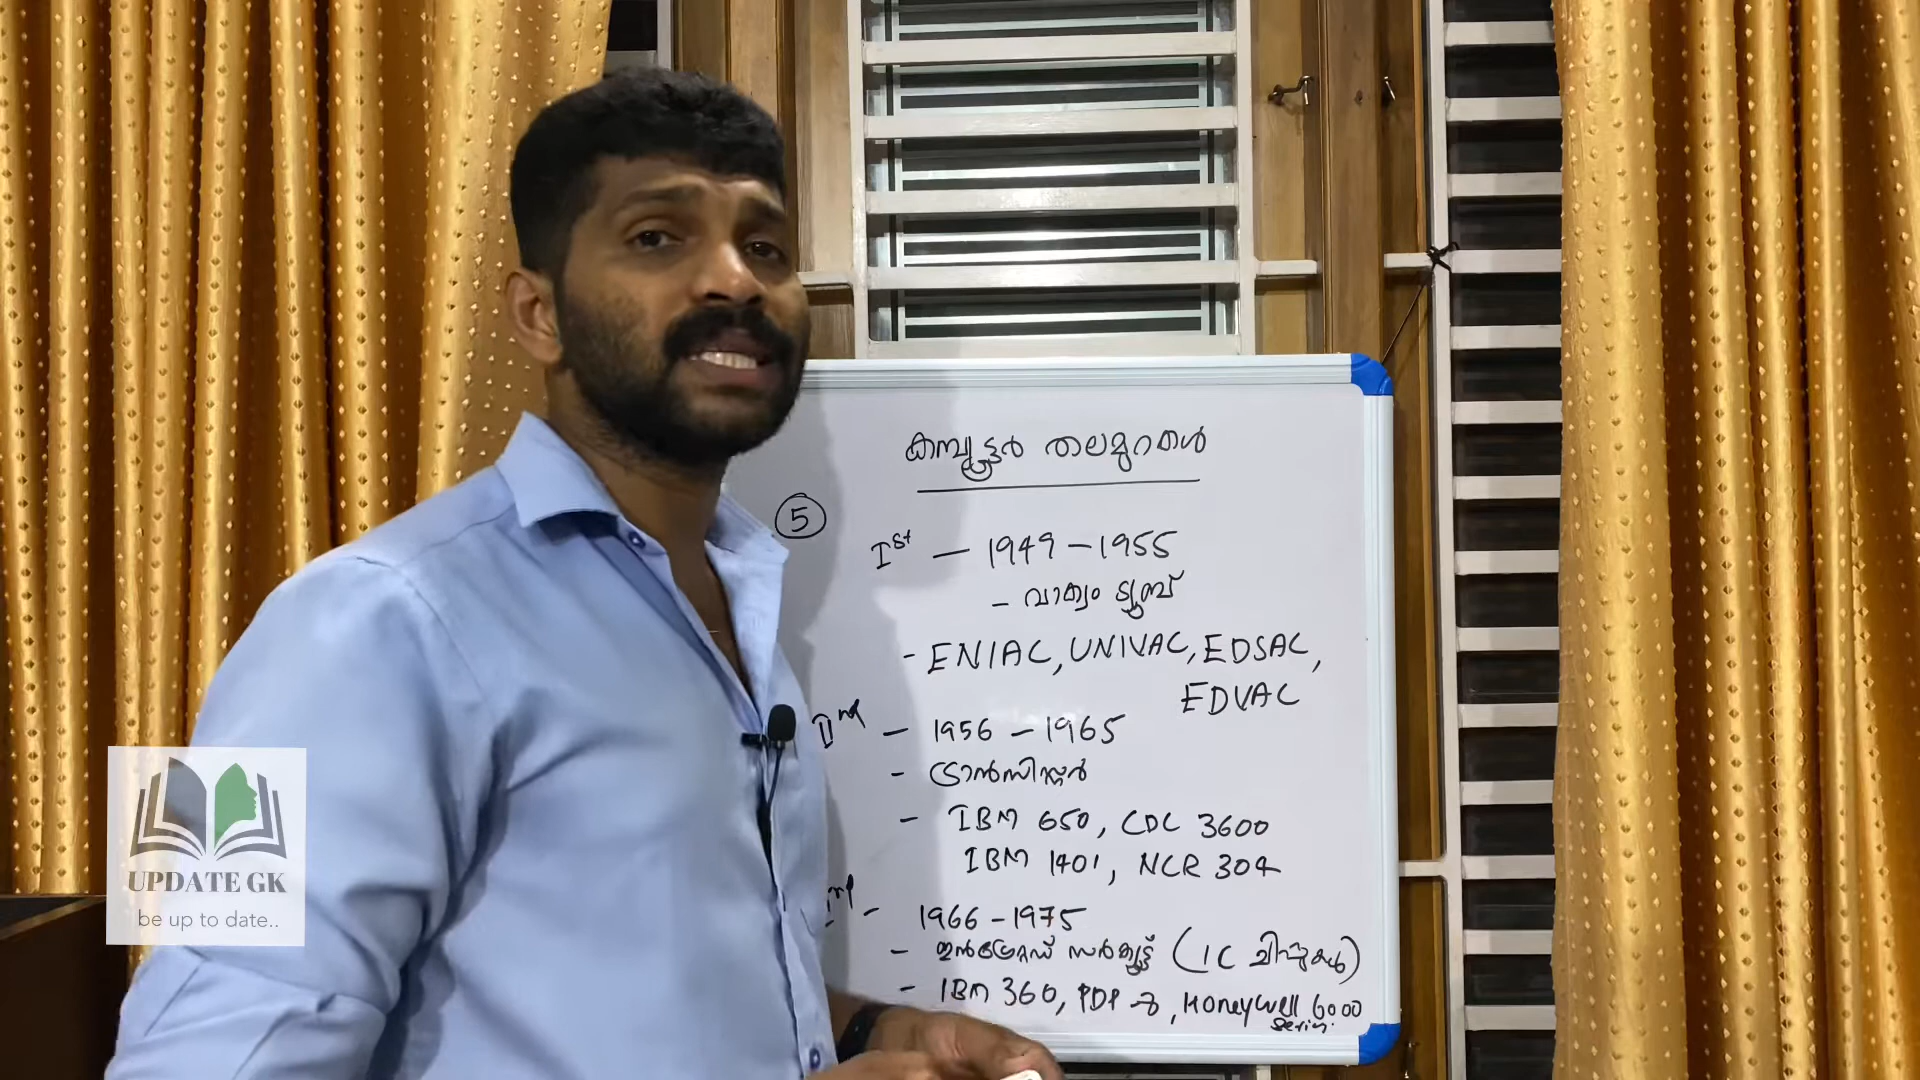 കമ്പ്യൂട്ടർ തലമുറകൾ
5
Ist — 1949 – 1955
– വാക്വം ട്യൂബ്
- ENIAC, UNIVAC, EDSAC,
EDVAC
IInd – 1956 – 1965
- ട്രാൻസിസ്റ്റർ
- IBM 650, CDC 3600
IBM 1401, NCR 304
1966 – 1975
- ഇൻറഗ്രേറ്റഡ് സർക്യൂട്ട് (IC ചിപ്പുകൾ)
- IBM 360, PDP-8, Honeywell 6000
Series.
UPDATE GK
be up to date..